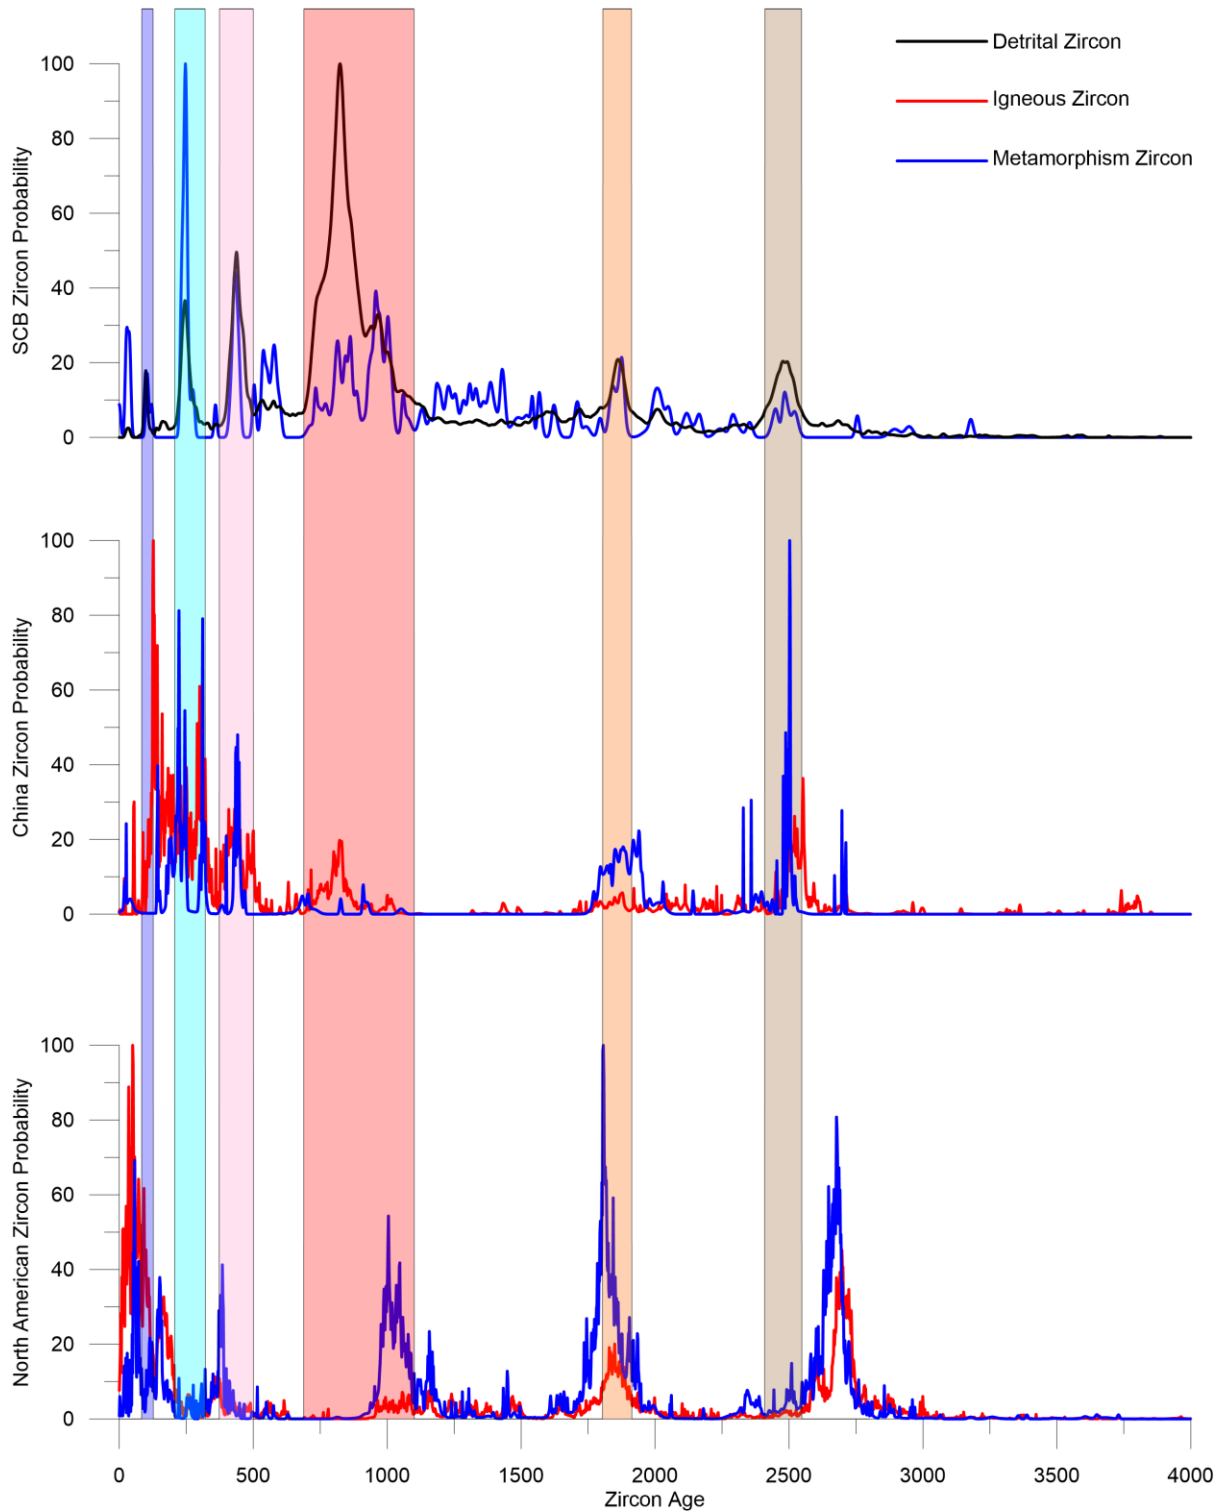 Detrital Zircon
Igneous Zircon
Metamorphism Zircon
SCB Zircon Probability
100
80
60
40
20
0
China Zircon Probability
100
80
60
40
20
0
North American Zircon Probability
100
80
60
40
20
0
0 500 1000 1500 2000 2500 3000 3500 4000
Zircon Age